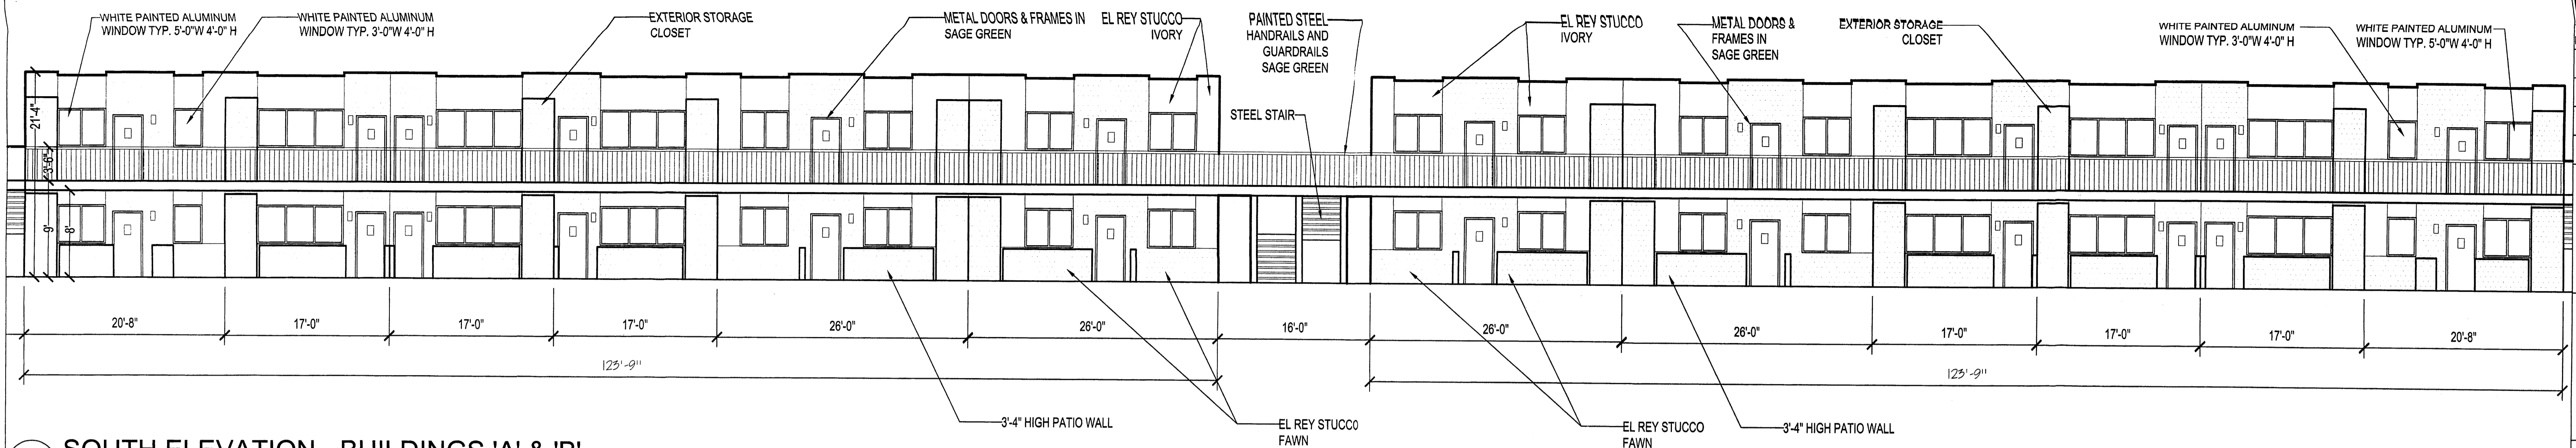 WHITE PAINTED ALUMINUM
WINDOW TYP. 5'-0"W 4'-0" H
WHITE PAINTED ALUMINUM
WINDOW TYP. 3'-0"W 4'-0" H
EXTERIOR STORAGE
CLOSET
METAL DOORS & FRAMES IN
SAGE GREEN
EL REY STUCCO
IVORY
PAINTED STEEL
HANDRAILS AND
GUARDRAILS
SAGE GREEN
STEEL STAIR
EL REY STUCCO
IVORY
METAL DOORS &
FRAMES IN
SAGE GREEN
EXTERIOR STORAGE
CLOSET
WHITE PAINTED ALUMINUM
WINDOW TYP. 3'-0"W 4'-0" H
WHITE PAINTED ALUMINUM
WINDOW TYP. 5'-0"W 4'-0" H
21'-4"
3'-6"
9'
8'
20'-8"
17'-0"
17'-0"
17'-0"
26'-0"
26'-0"
16'-0"
26'-0"
26'-0"
17'-0"
17'-0"
17'-0"
20'-8"
123'-9"
123'-9"
3'-4" HIGH PATIO WALL
EL REY STUCCO
FAWN
EL REY STUCCO
FAWN
3'-4" HIGH PATIO WALL
SOUTH ELEVATION - BUILDINGS 'A' & 'B'